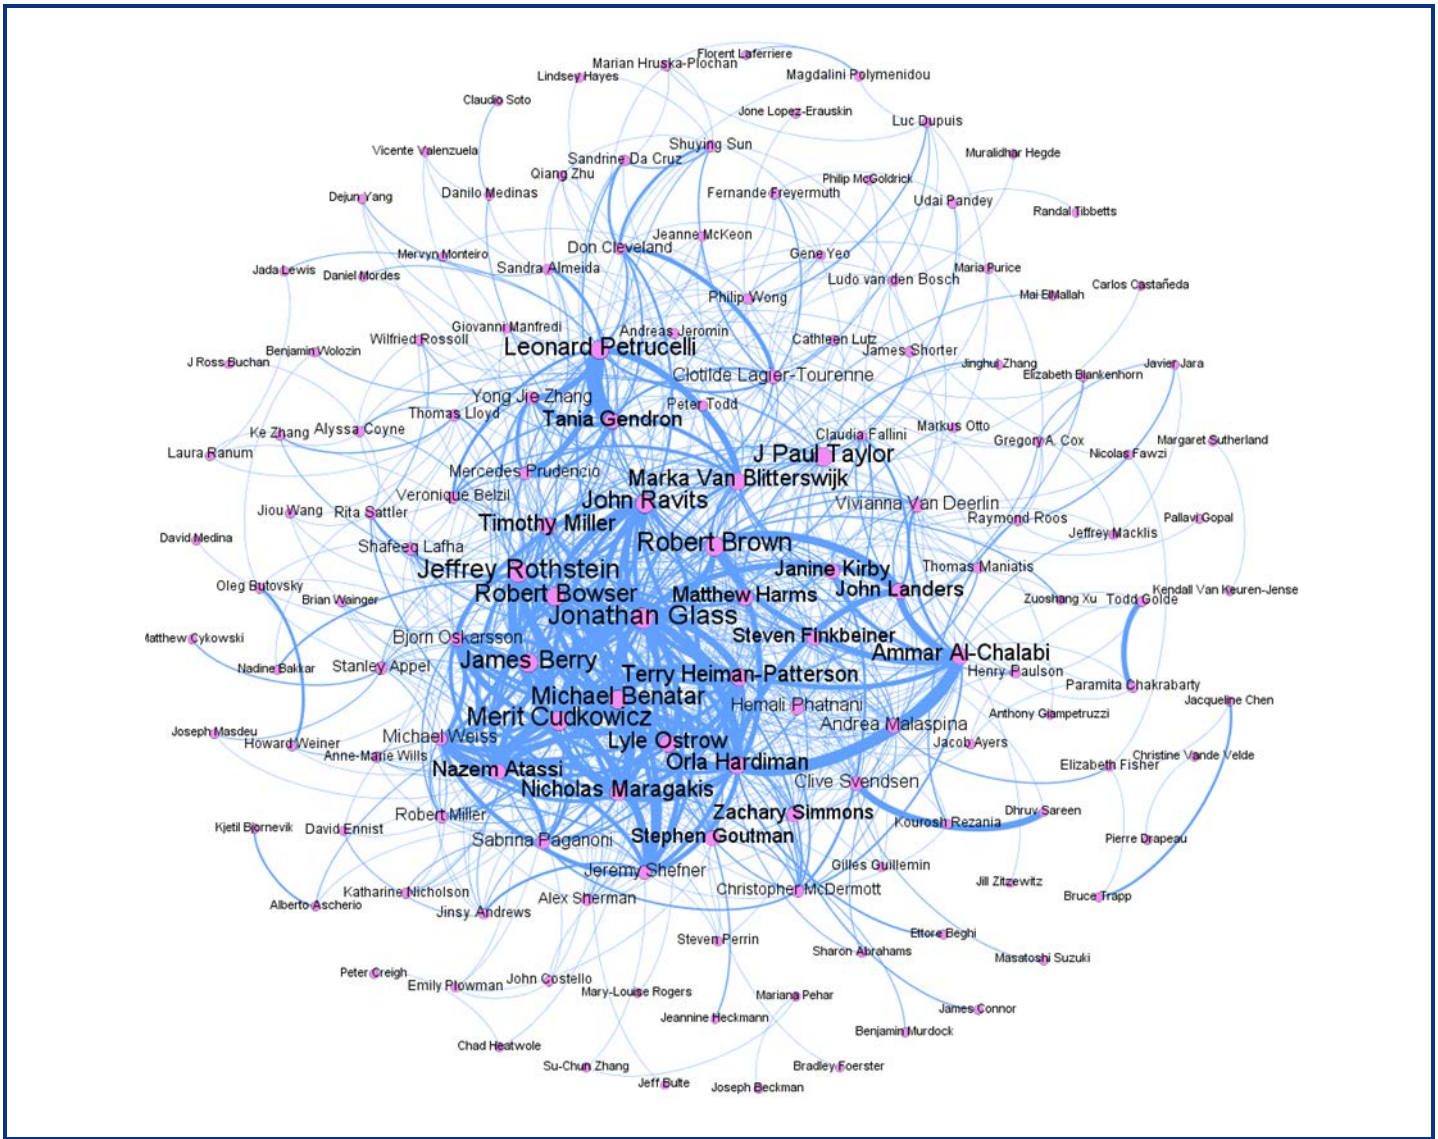 Florent Laferriere
Marian Hruska-Plochan
Lindsey Hayes
Magdalini Polymenidou
Claudio Soto
Jone Lopez-Erauskin
Luc Dupuis
Shuying Sun
Vicente Valenzuela
Muralidhar Hegde
Sandrine Da Cruz
Qiang Zhu
Philip McGoldrick
Dejun Yang
Danilo Medinas
Fernande Freyermuth
Udai Pandey
Randal Tibbetts
Jeanne McKeon
Don Cleveland
Mervyn Monteiro
Gene Yeo
Jada Lewis
Daniel Mordes
Sandra Almeida
Maria Purice
Ludo van den Bosch
Carlos Castañeda
Philip Wong
Mai ElMallah
Giovanni Manfredi
Andreas Jeromin
Wilfried Rossoll
Cathleen Lutz
Leonard Petrucelli
Benjamin Wolozin
James Shorter
J Ross Buchan
Jinghui Zhang
Javier Jara
Clotilde Lagier-Tourenne
Elizabeth Blankenhorn
Yong Jie Zhang
Peter Todd
Thomas Lloyd
Tania Gendron
Ke Zhang
Alyssa Coyne
Claudia Fallini
Markus Otto
Gregory A. Cox
Margaret Sutherland
Laura Ranum
J Paul Taylor
Nicolas Fawzi
Mercedes Prudencio
Marka Van Blitterswijk
Veronique Belzil
John Ravits
Vivianna Van Deerlin
Jiou Wang
Rita Sattler
Timothy Miller
Raymond Roos
Pallavi Gopal
David Medina
Shafeeq Lafha
Robert Brown
Jeffrey Macklis
Jeffrey Rothstein
Janine Kirby
Thomas Maniatis
Oleg Butovsky
Brian Wainger
Robert Bowser
Matthew Harms
John Landers
Zuoshang Xu
Todd Golde
Kendall Van Keuren-Jense
Jonathan Glass
Matthew Cykowski
Bjorn Oskarsson
Steven Finkbeiner
Ammar Al-Chalabi
Nadine Bakkar
Stanley Appel
James Berry
Terry Heiman-Patterson
Henry Paulson
Paramita Chakrabarty
Michael Benatar
Hemali Phatnani
Jacqueline Chen
Merit Cudkowicz
Andrea Malaspina
Anthony Giampetruzzi
Joseph Masdeu
Howard Weiner
Michael Weiss
Lyle Ostrow
Jacob Ayers
Anne-Marie Wills
Christine Vande Velde
Nazem Atassi
Orla Hardiman
Elizabeth Fisher
Nicholas Maragakis
Clive Svendsen
Robert Miller
Zachary Simmons
Dhruv Sareen
Kourosh Rezania
Kjetil Bjornevik
David Ennist
Sabrina Paganoni
Stephen Goutman
Pierre Drapeau
Jeremy Shefner
Gilles Guillemin
Jill Zitzewitz
Katharine Nicholson
Christopher McDermott
Bruce Trapp
Alberto Ascherio
Jinsy Andrews
Alex Sherman
Steven Perrin
Ettore Beghi
Sharon Abrahams
Masatoshi Suzuki
Peter Creigh
Emily Plowman
John Costello
Mary-Louise Rogers
Mariana Pehar
James Connor
Jeannine Heckmann
Benjamin Murdock
Chad Heatwole
Su-Chun Zhang
Bradley Foerster
Jeff Bulte
Joseph Beckman